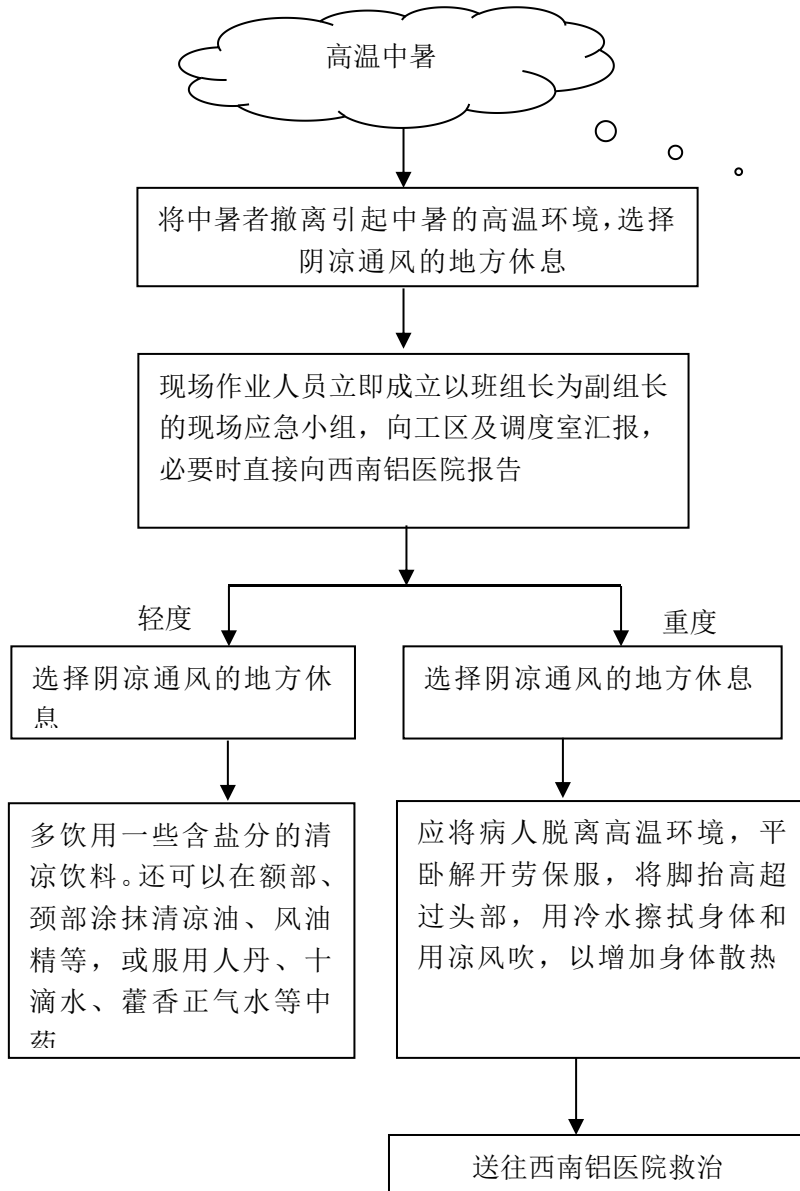 高温中暑
将中暑者撤离引起中暑的高温环境,选择
阴凉通风的地方休息
现场作业人员立即成立以班组长为副组长
的现场应急小组，向工区及调度室汇报，
必要时直接向西南铝医院报告
轻度
重度
选择阴凉通风的地方休
息
选择阴凉通风的地方休息
多饮用一些含盐分的清
凉饮料。还可以在额部、
颈部涂抹清凉油、风油
精等，或服用人丹、十
滴水、藿香正气水等中
药
应将病人脱离高温环境，平
卧解开劳保服，将脚抬高超
过头部，用冷水擦拭身体和
用凉风吹，以增加身体散热
送往西南铝医院救治